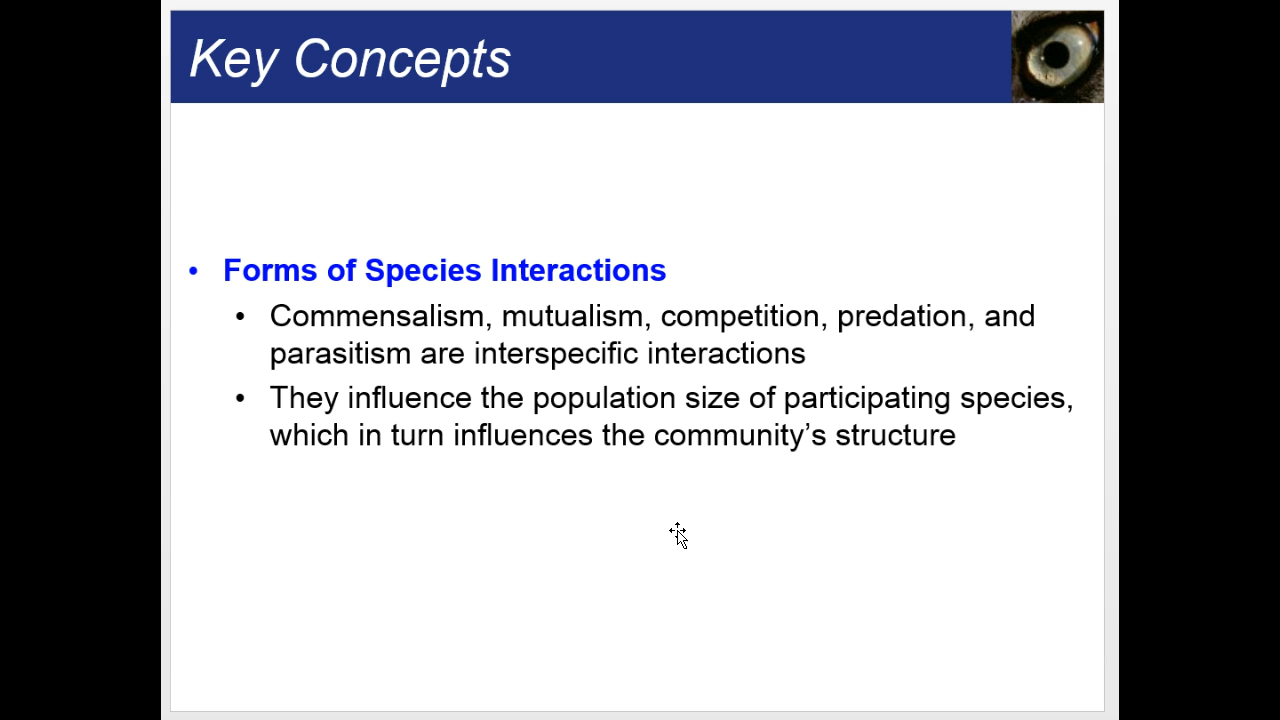 Key Concepts
• Forms of Species Interactions
• Commensalism, mutualism, competition, predation, and
parasitism are interspecific interactions
• They influence the population size of participating species,
which in turn influences the community’s structure